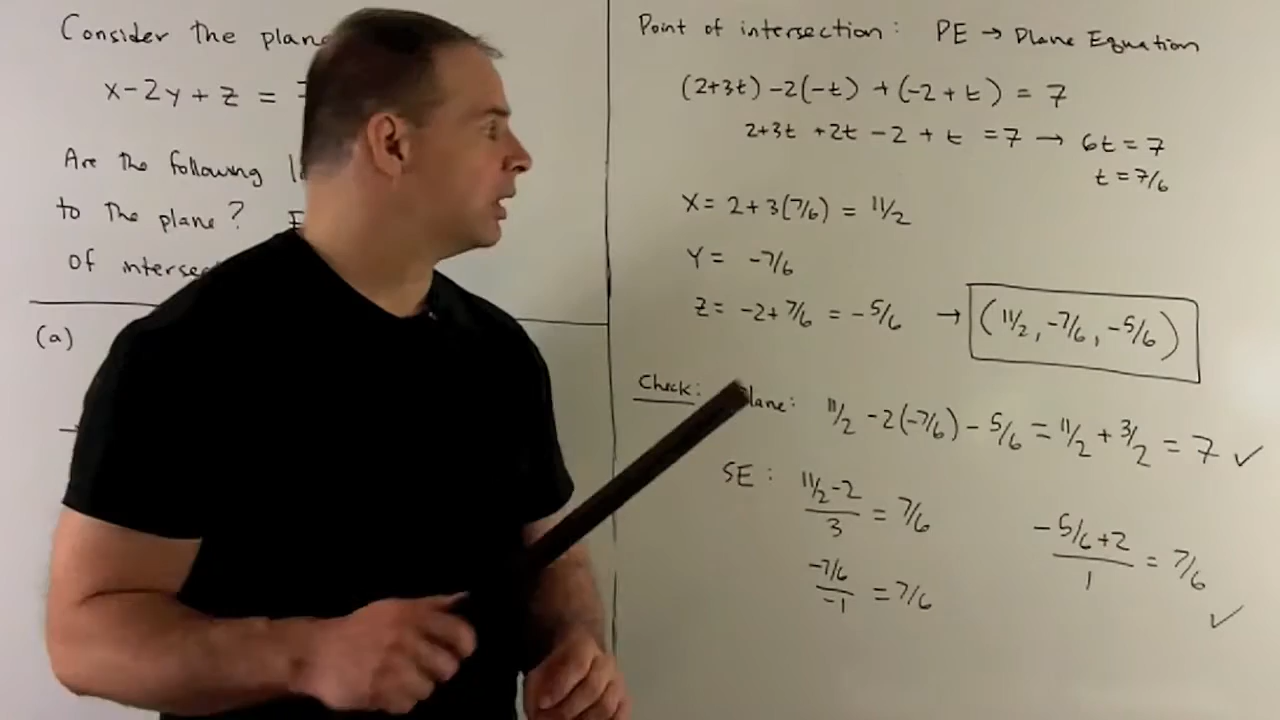 Consider the plane
x-2y+z =
Are the following
to the plane?
of intersec
(a)
Point of intersection: PE → Plane Equation
(2+3t) -2(-t) +(-2+t) = 7
2+3t +2t -2 + t = 7 → 6t = 7
t = 7/6
X = 2+3(7/6) = 11/2
Y = -7/6
Z = -2+7/6 = -5/6 → (11/2, -7/6, -5/6)
Check: Plane: 11/2 -2(-7/6) - 5/6 = 11/2 + 3/2 = 7 ✓
SE: (11/2-2)/3 = 7/6
(-5/6+2)/1 = 7/6
(-7/6)/-1 = 7/6 ✓